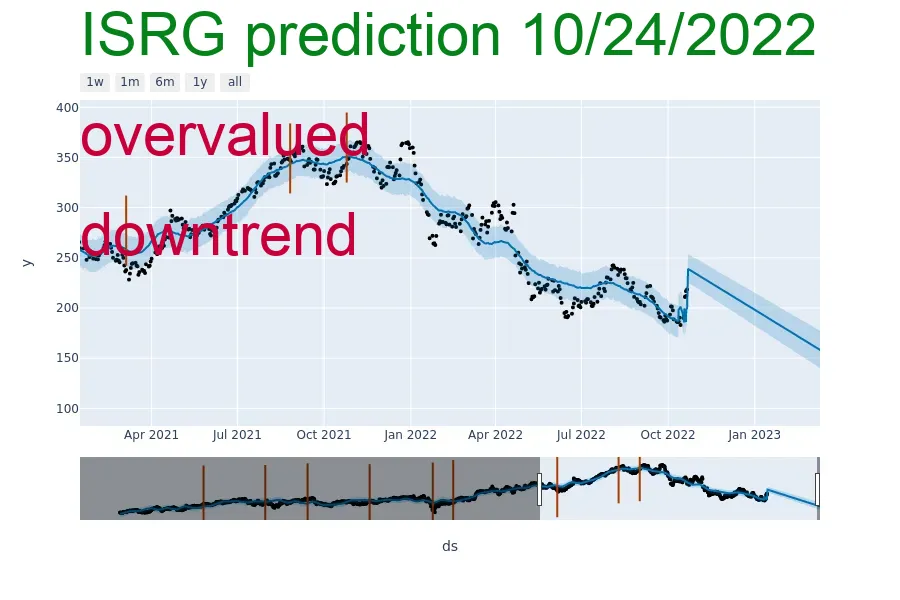 ISRG prediction 10/24/2022
1w 1m 6m 1y all
400
overvalued
350
300
downtrend
250
y
200
150
100
Apr 2021 Jul 2021 Oct 2021 Jan 2022 Apr 2022 Jul 2022 Oct 2022 Jan 2023
ds